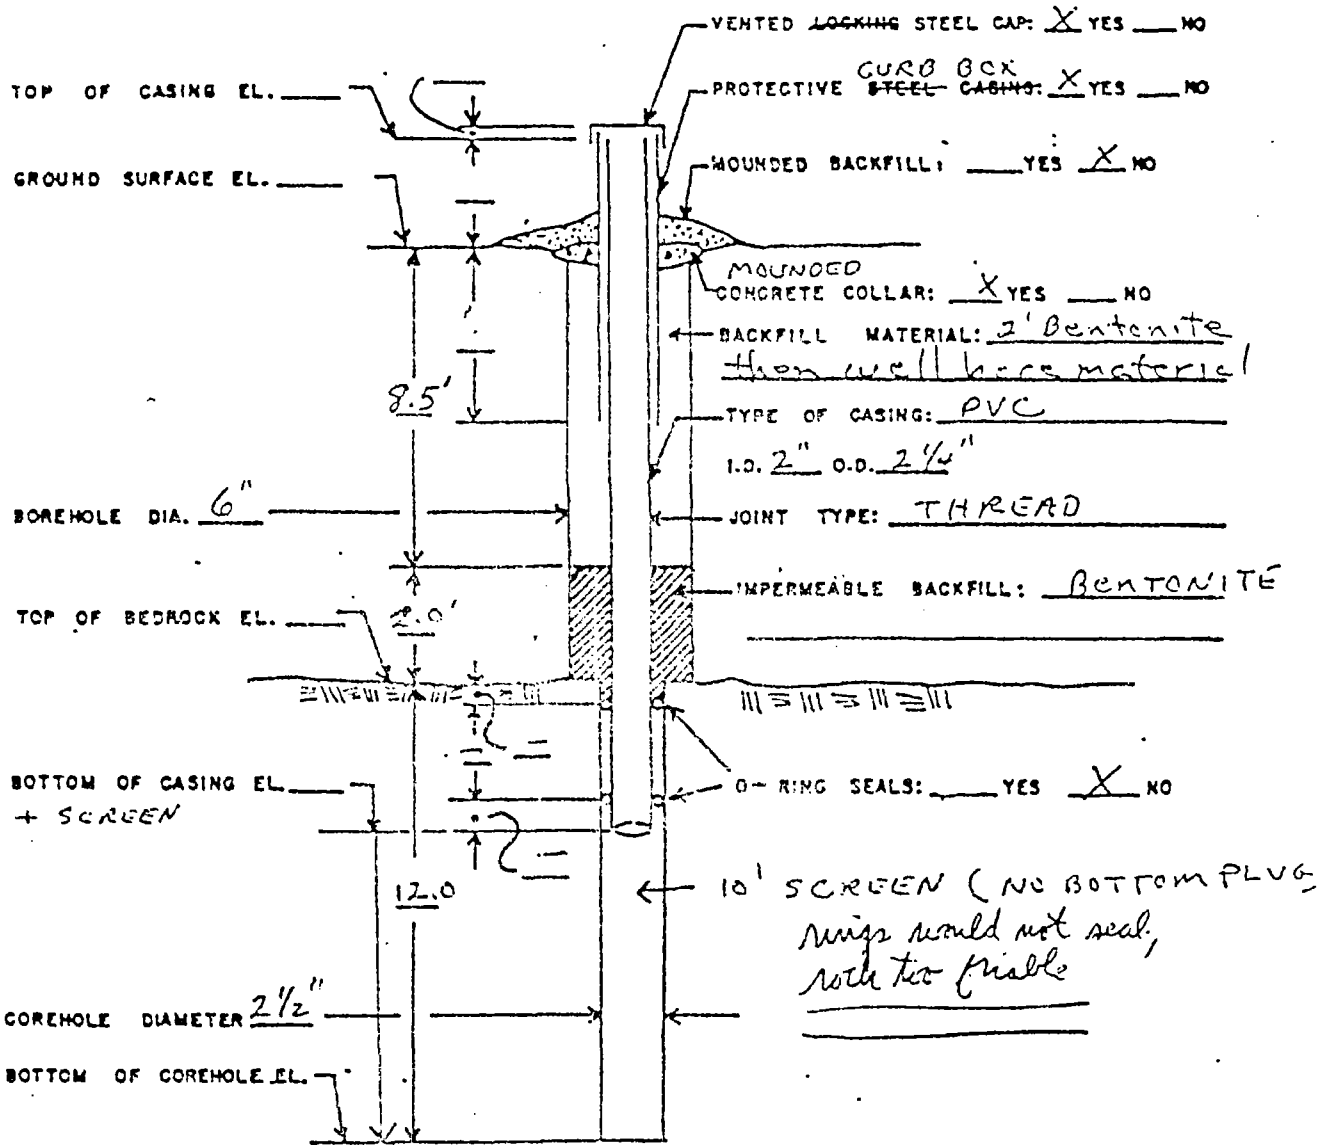 VENTED LOCKING STEEL CAP: X YES ___ NO
TOP OF CASING EL. ___
CURB BOX
PROTECTIVE STEEL CASING: X YES ___ NO
MOUNDED BACKFILL: ___ YES X NO
GROUND SURFACE EL. ___
MOUNDED
CONCRETE COLLAR: X YES ___ NO
BACKFILL MATERIAL: 2' Bentonite
then well bore material
8.5'
TYPE OF CASING: PVC
I.D. 2" O.D. 2 1/4"
BOREHOLE DIA. 6"
JOINT TYPE: THREAD
IMPERMEABLE BACKFILL: BENTONITE
TOP OF BEDROCK EL. ___
2.0'
BOTTOM OF CASING EL. ___
+ SCREEN
O-RING SEALS: ___ YES X NO
12.0
10' SCREEN (NO BOTTOM PLUG,
rings would not seal,
rock too friable
COREHOLE DIAMETER 2 1/2"
BOTTOM OF COREHOLE EL.